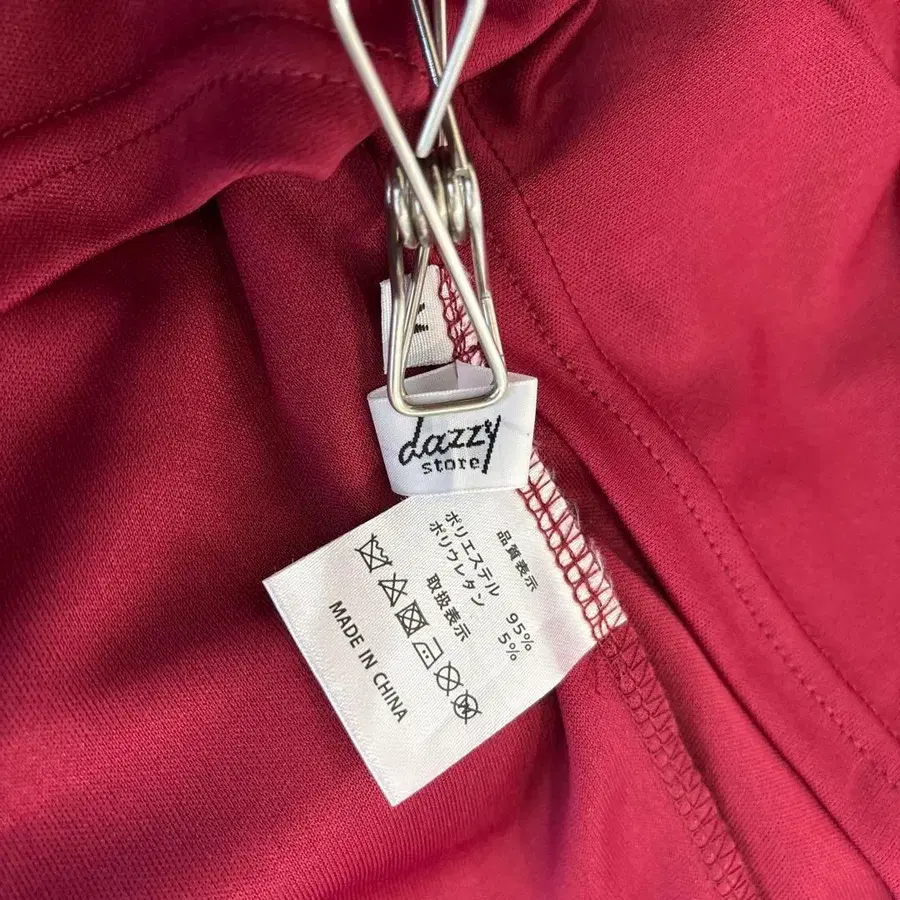 dazzy
store
品質表示
ポリエステル 95%
ポリウレタン 5%
取扱表示
MADE IN CHINA